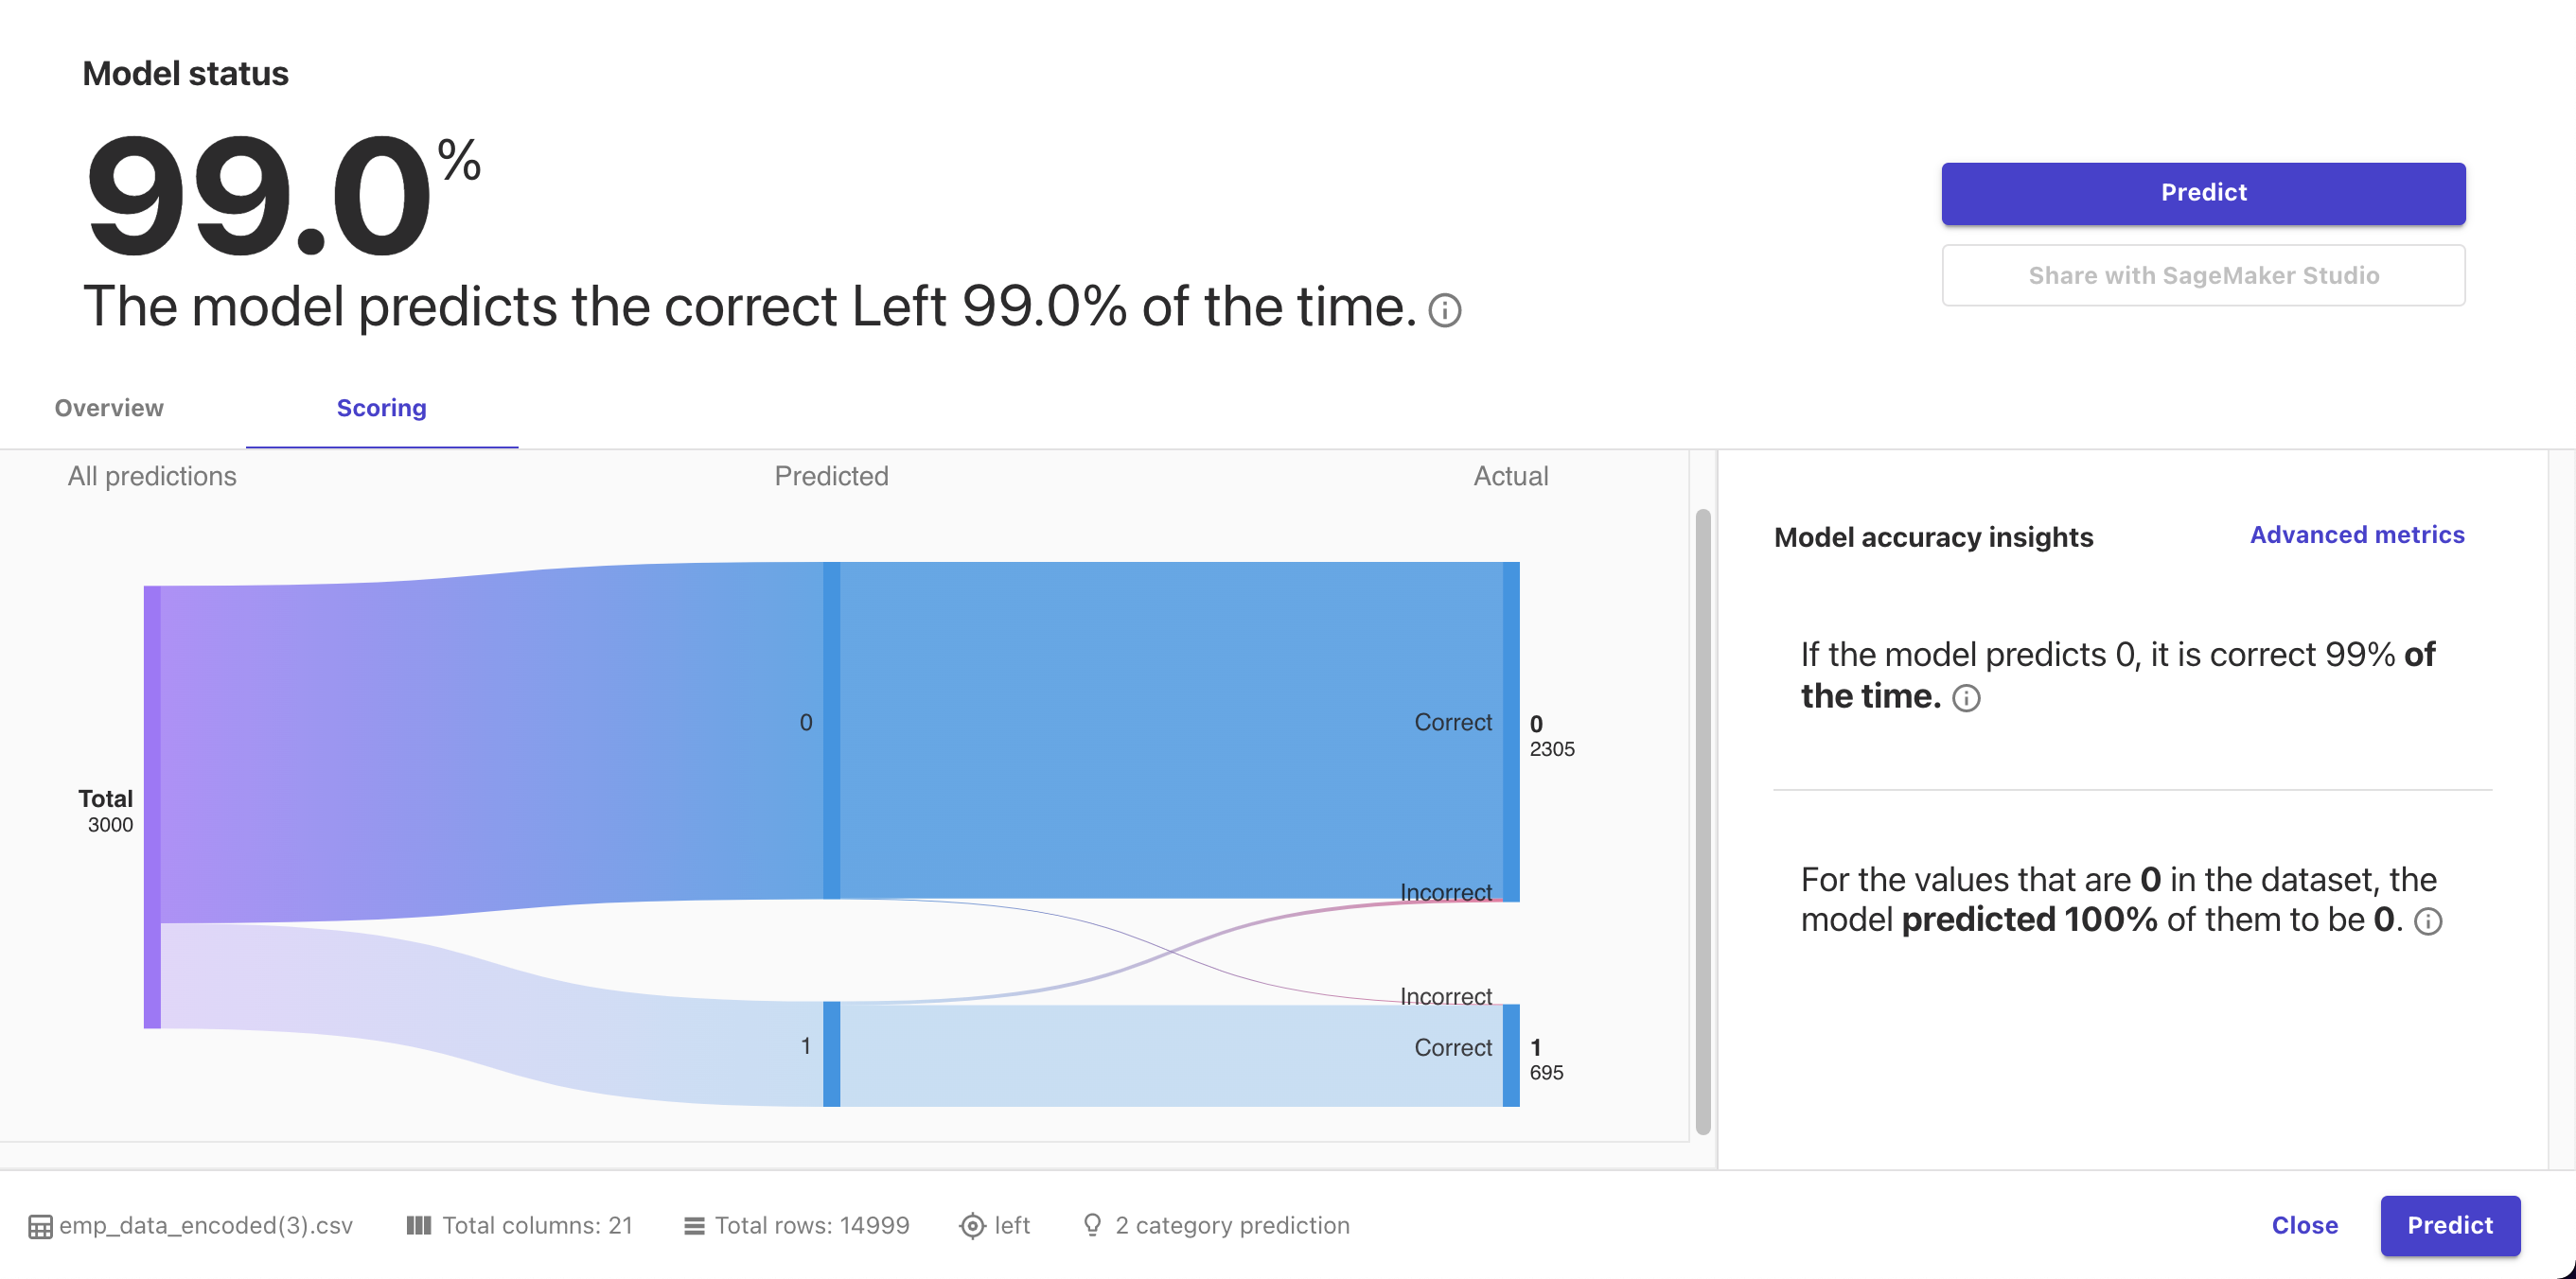 Model status
99.0%
The model predicts the correct Left 99.0% of the time.
Predict
Share with SageMaker Studio
Overview
Scoring
All predictions
Predicted
Actual
Total
3000
0
Correct
0
2305
Incorrect
Incorrect
1
Correct
1
695
Model accuracy insights
Advanced metrics
If the model predicts 0, it is correct 99% of
the time.
For the values that are 0 in the dataset, the
model predicted 100% of them to be 0.
emp_data_encoded(3).csv
Total columns: 21
Total rows: 14999
left
2 category prediction
Close
Predict